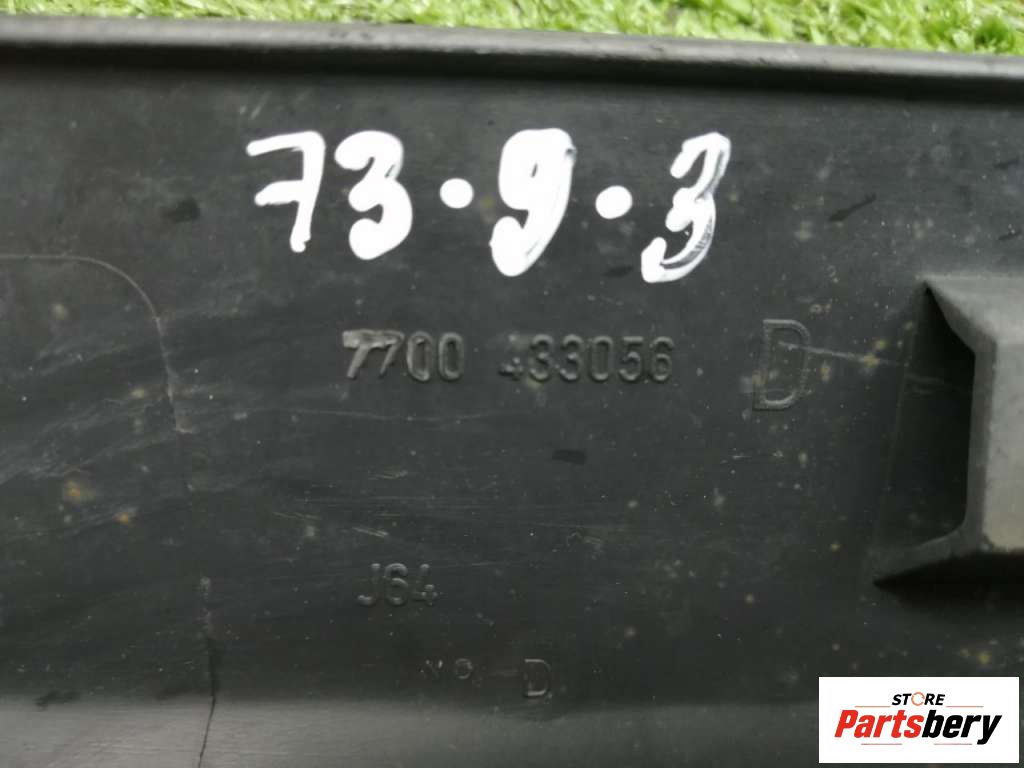 73.9.3
7700 433056 D
J64
D
STORE
Partsbery